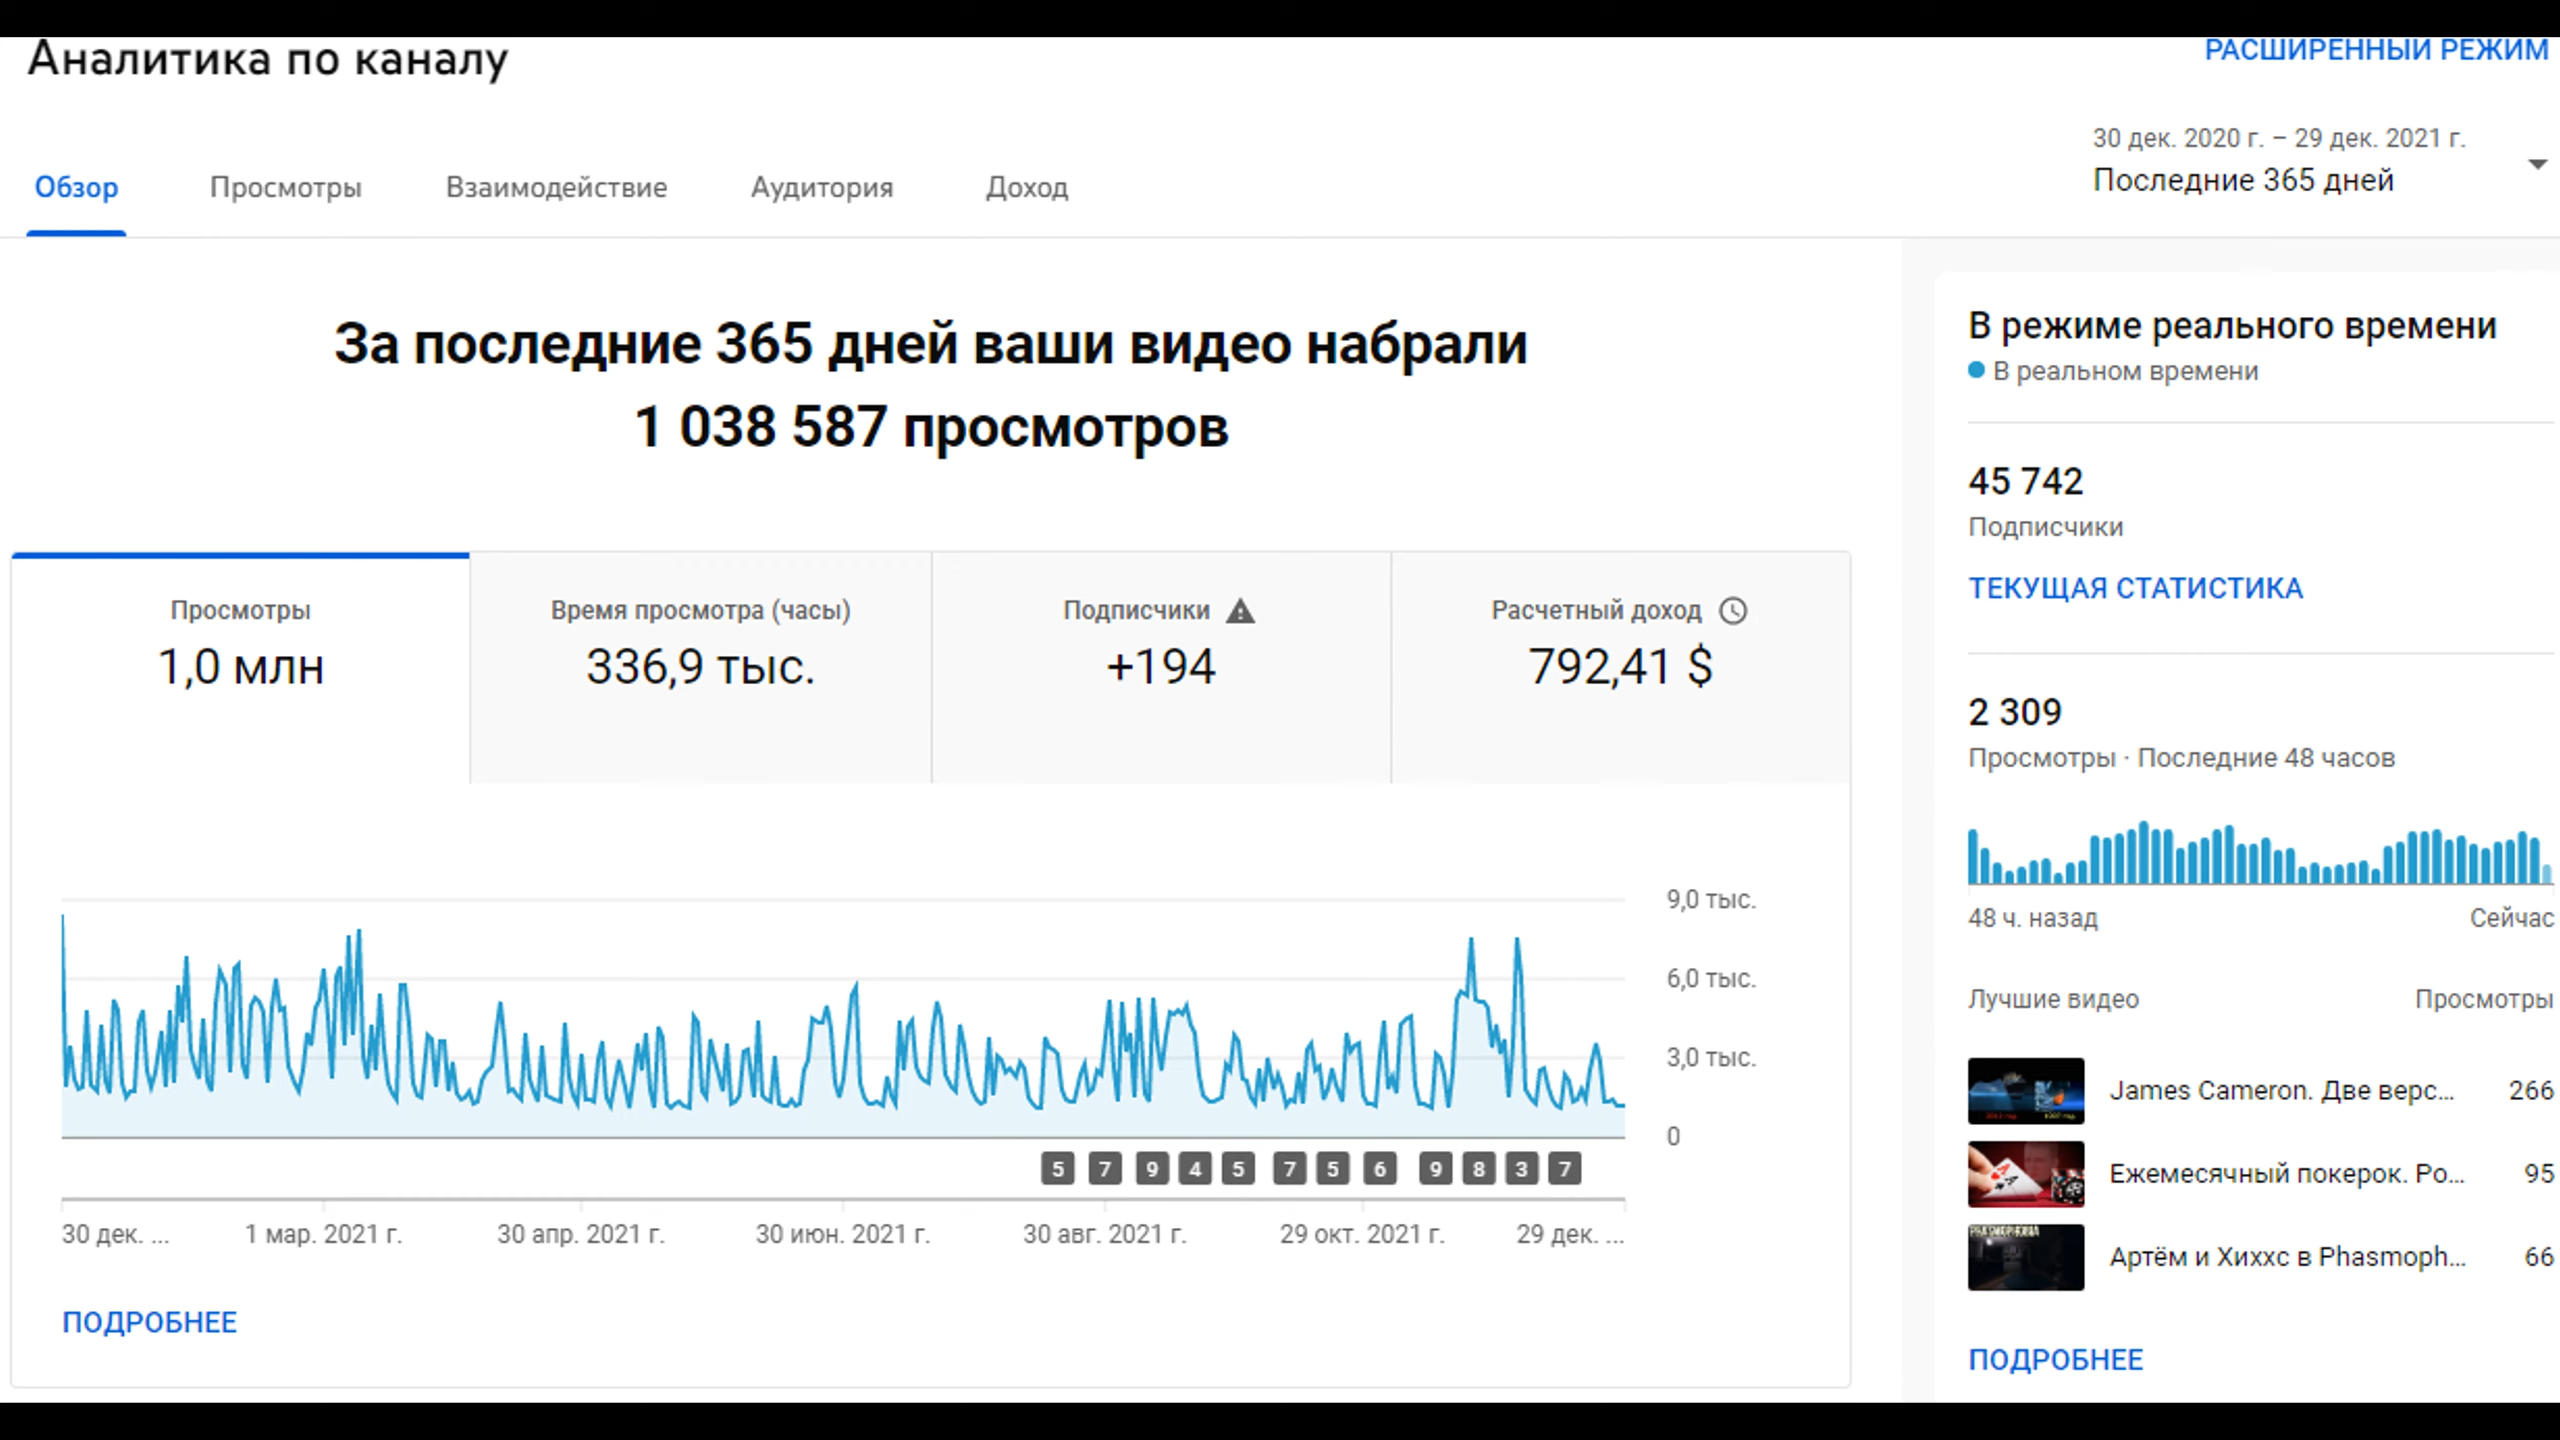 Аналитика по каналу
РАСШИРЕННЫЙ РЕЖИМ
Обзор
Просмотры
Взаимодействие
Аудитория
Доход
30 дек. 2020 г. – 29 дек. 2021 г.
Последние 365 дней
За последние 365 дней ваши видео набрали
1 038 587 просмотров
Просмотры
1,0 млн
Время просмотра (часы)
336,9 тыс.
Подписчики
+194
Расчетный доход
792,41 $
9,0 тыс.
6,0 тыс.
3,0 тыс.
0
5 7 9 4 5 7 5 6 9 8 3 7
30 дек. ...
1 мар. 2021 г.
30 апр. 2021 г.
30 июн. 2021 г.
30 авг. 2021 г.
29 окт. 2021 г.
29 дек. ...
ПОДРОБНЕЕ
В режиме реального времени
В реальном времени
45 742
Подписчики
ТЕКУЩАЯ СТАТИСТИКА
2 309
Просмотры · Последние 48 часов
48 ч. назад
Сейчас
Лучшие видео
Просмотры
James Cameron. Две верс...
266
Ежемесячный покерок. Ро...
95
PHASMOPHOBIA
Артём и Хиххс в Phasmoph...
66
ПОДРОБНЕЕ